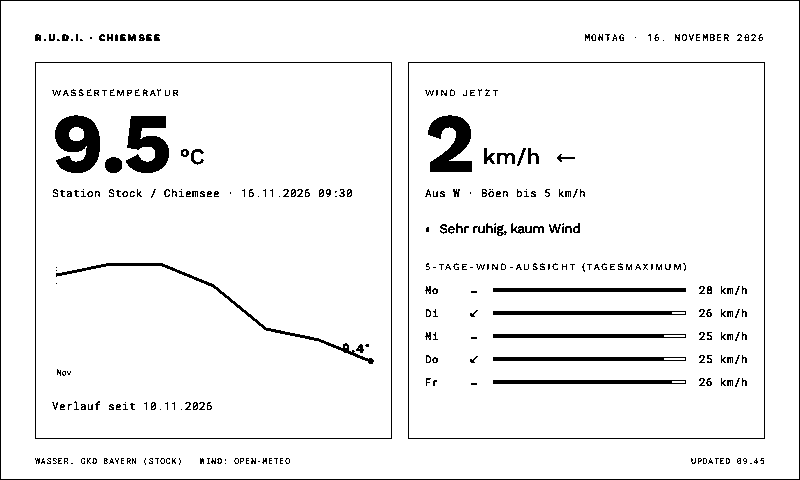 R.U.D.I. · CHIEMSEE
MONTAG · 16. NOVEMBER 2026
WASSERTEMPERATUR
9.5 °C
Station Stock / Chiemsee · 16.11.2026 09:30
9.4°
Nov
Verlauf seit 10.11.2026
WIND JETZT
2 km/h ←
Aus W · Böen bis 5 km/h
Sehr ruhig, kaum Wind
5-TAGE-WIND-AUSSICHT (TAGESMAXIMUM)
Mo 28 km/h
Di ↙ 26 km/h
Mi 25 km/h
Do ↙ 25 km/h
Fr 26 km/h
WASSER: GKD BAYERN (STOCK) WIND: OPEN-METEO
UPDATED 09:45